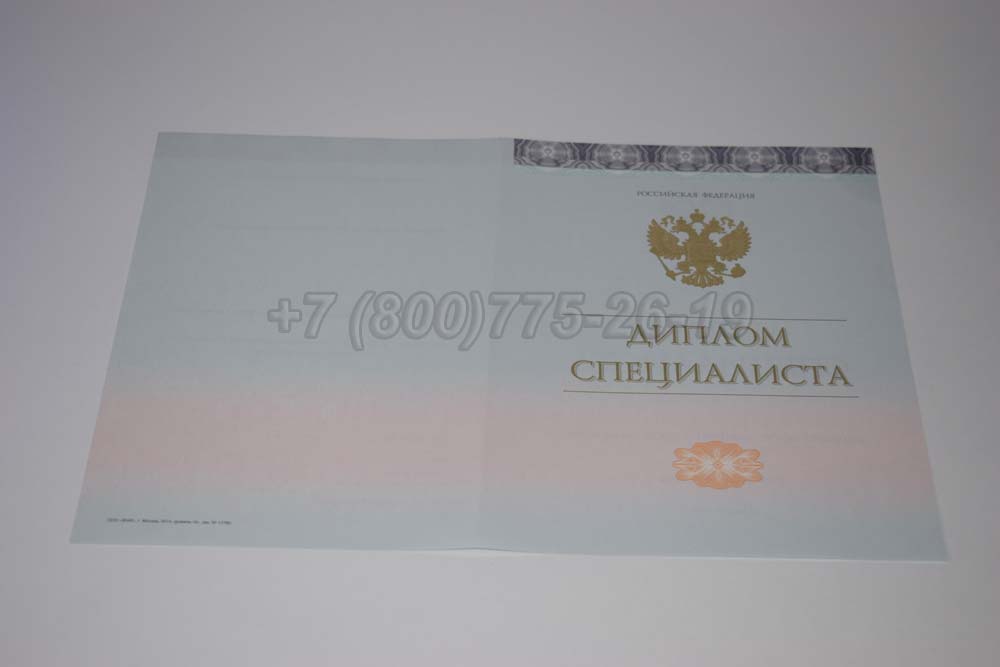 РОССИЙСКАЯ ФЕДЕРАЦИЯ
+7 (800)775-26-19
ДИПЛОМ
СПЕЦИАЛИСТА